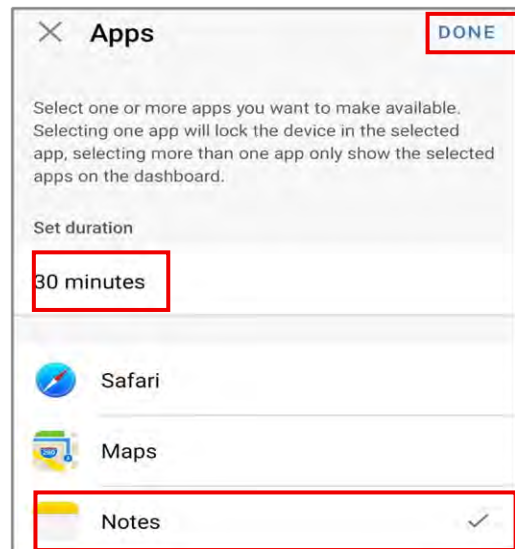 Apps
DONE
Select one or more apps you want to make available.
Selecting one app will lock the device in the selected
app, selecting more than one app only show the selected
apps on the dashboard.
Set duration
30 minutes
Safari
280
Maps
Notes